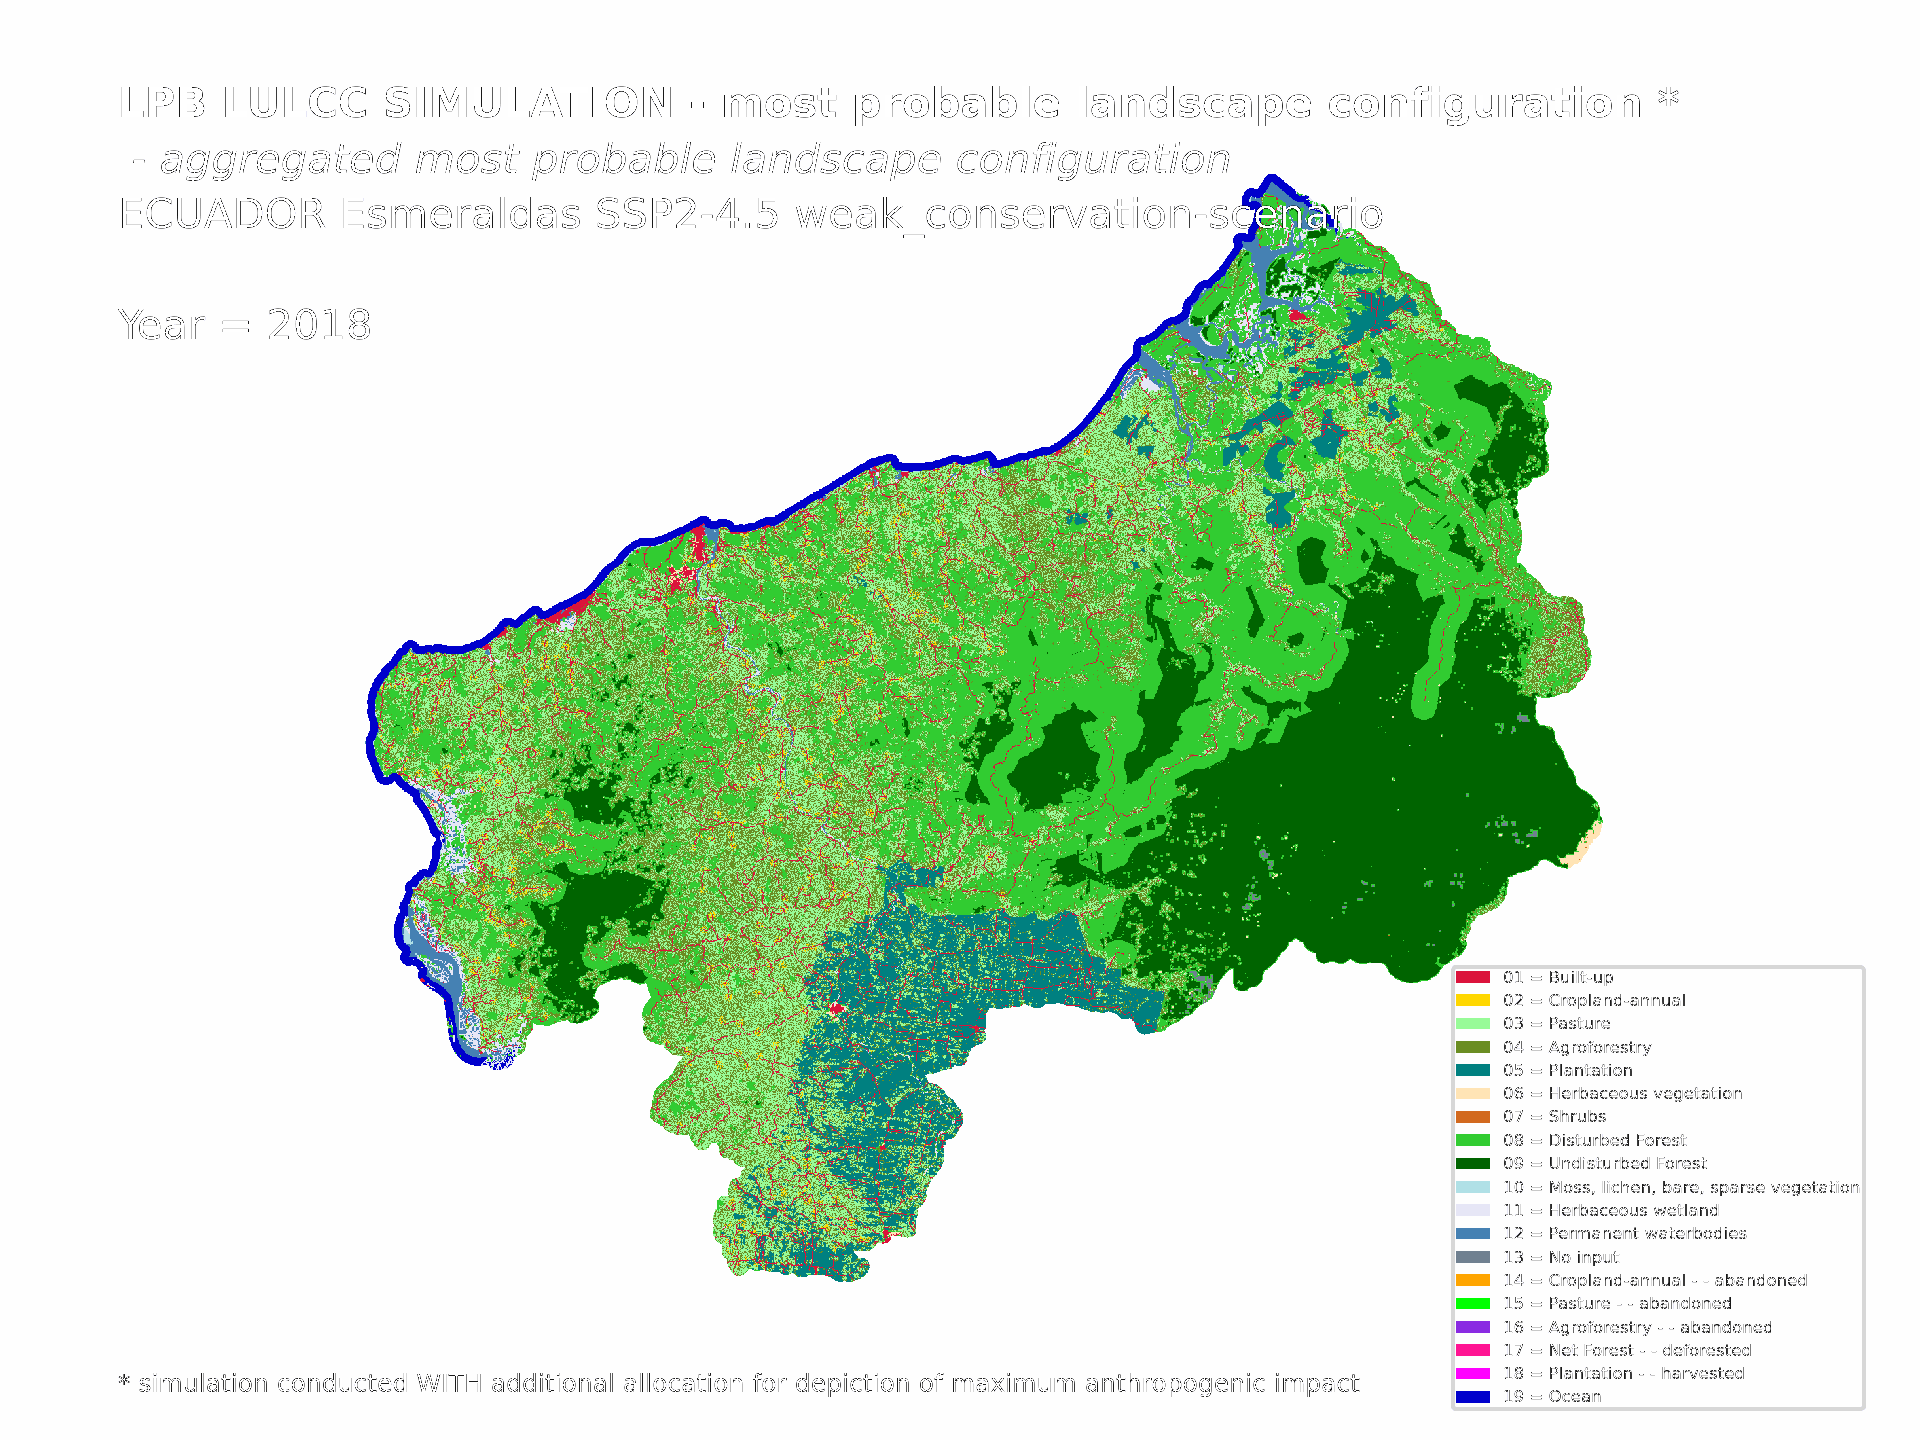 LPB LULCC SIMULATION - most probable landscape configuration *
- aggregated most probable landscape configuration
ECUADOR Esmeraldas SSP2-4.5 weak_conservation-scenario
Year = 2018
01 = Built-up
02 = Cropland-annual
03 = Pasture
04 = Agroforestry
05 = Plantation
06 = Herbaceous vegetation
07 = Shrubs
08 = Disturbed Forest
09 = Undisturbed Forest
10 = Moss, lichen, bare, sparse vegetation
11 = Herbaceous wetland
12 = Permanent waterbodies
13 = No input
14 = Cropland-annual - - abandoned
15 = Pasture - - abandoned
16 = Agroforestry - - abandoned
17 = Net Forest - - deforested
18 = Plantation - - harvested
19 = Ocean
* simulation conducted WITH additional allocation for depiction of maximum anthropogenic impact